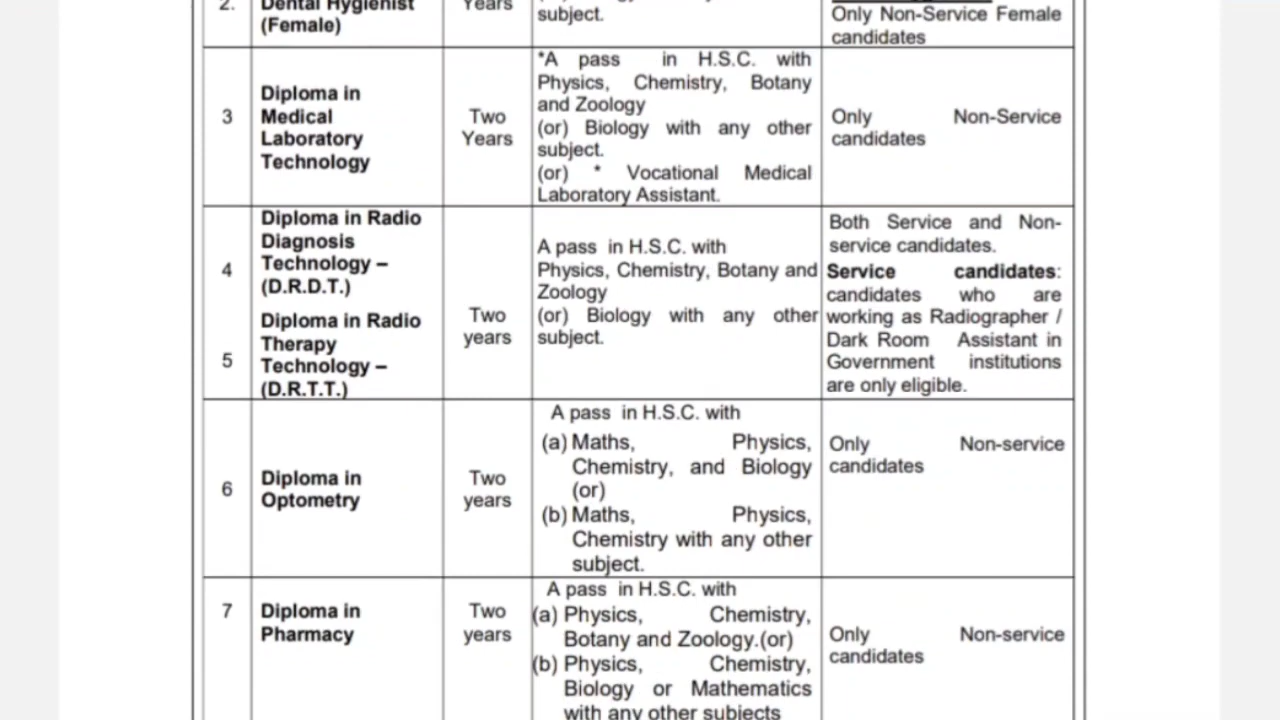 2.
Dental Hygienist
(Female)
Years
subject.
Only Non-Service Female
candidates
3
Diploma in
Medical
Laboratory
Technology
Two
Years
*A pass in H.S.C. with
Physics, Chemistry, Botany
and Zoology
(or) Biology with any other
subject.
(or) * Vocational Medical
Laboratory Assistant.
Only Non-Service
candidates
4
Diploma in Radio
Diagnosis
Technology –
(D.R.D.T.)
5
Diploma in Radio
Therapy
Technology –
(D.R.T.T.)
Two
years
A pass in H.S.C. with
Physics, Chemistry, Botany and
Zoology
(or) Biology with any other
subject.
Both Service and Non-
service candidates.
Service candidates:
candidates who are
working as Radiographer /
Dark Room Assistant in
Government institutions
are only eligible.
6
Diploma in
Optometry
Two
years
A pass in H.S.C. with
(a) Maths, Physics,
Chemistry, and Biology
(or)
(b) Maths, Physics,
Chemistry with any other
subject.
Only Non-service
candidates
7
Diploma in
Pharmacy
Two
years
A pass in H.S.C. with
(a) Physics, Chemistry,
Botany and Zoology.(or)
(b) Physics, Chemistry,
Biology or Mathematics
with any other subjects
Only Non-service
candidates